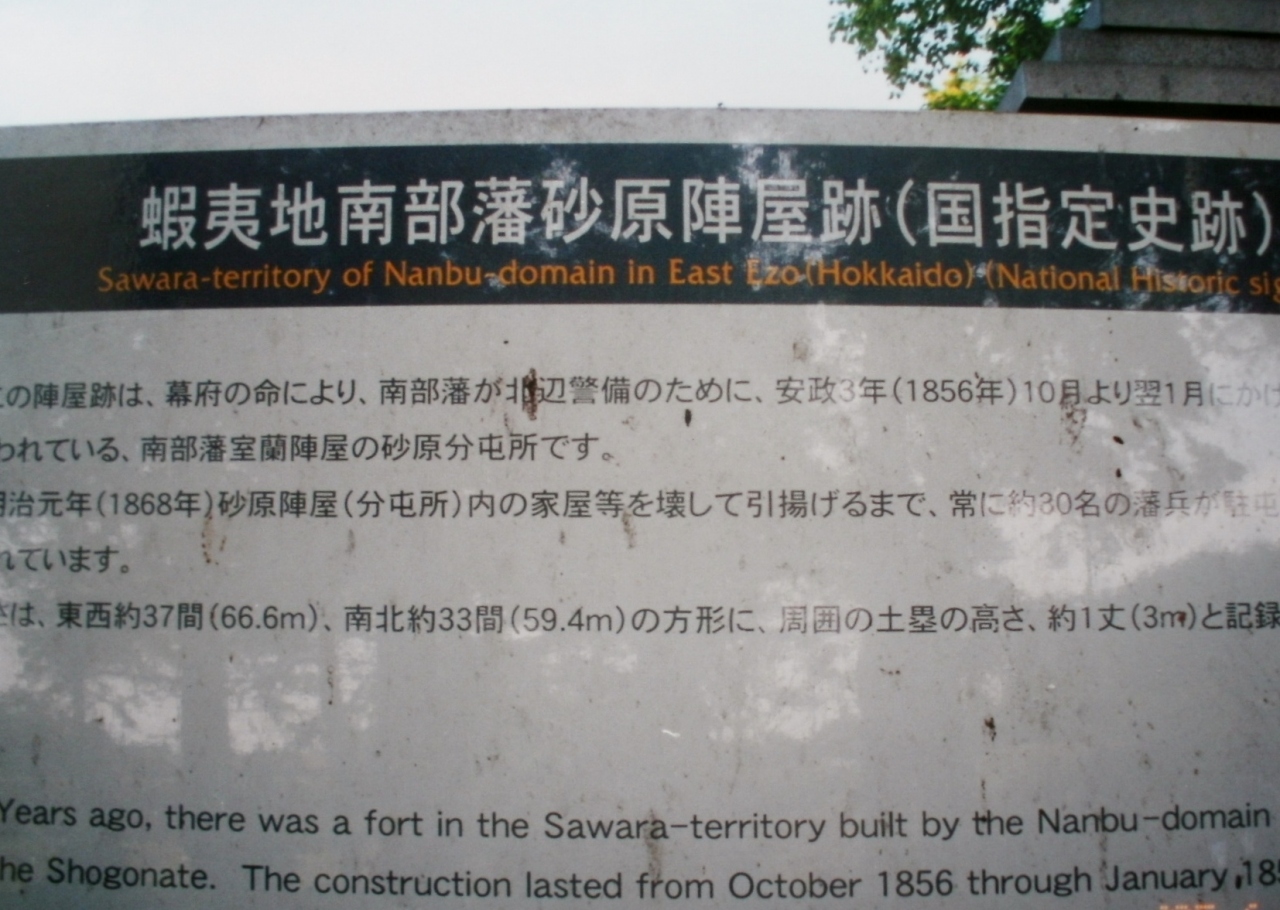 蝦夷地南部藩砂原陣屋跡(国指定史跡)
Sawara-territory of Nanbu-domain in East Ezo(Hokkaido) (National Historic
の陣屋跡は、幕府の命により、南部藩が北辺警備のために、安政3年(1856年)10月より翌1月にかけ
われている、南部藩室蘭陣屋の砂原分屯所です。
明治元年(1868年)砂原陣屋(分屯所)内の家屋等を壊して引揚げるまで、常に約30名の藩兵が駐屯
れています。
は、東西約37間(66.6m)、南北約33間(59.4m)の方形に、周囲の土塁の高さ、約1丈(3m)と記録
Years ago, there was a fort in the Sawara-territory built by the Nanbu-domain
he Shogonate. The construction lasted from October 1856 through January,